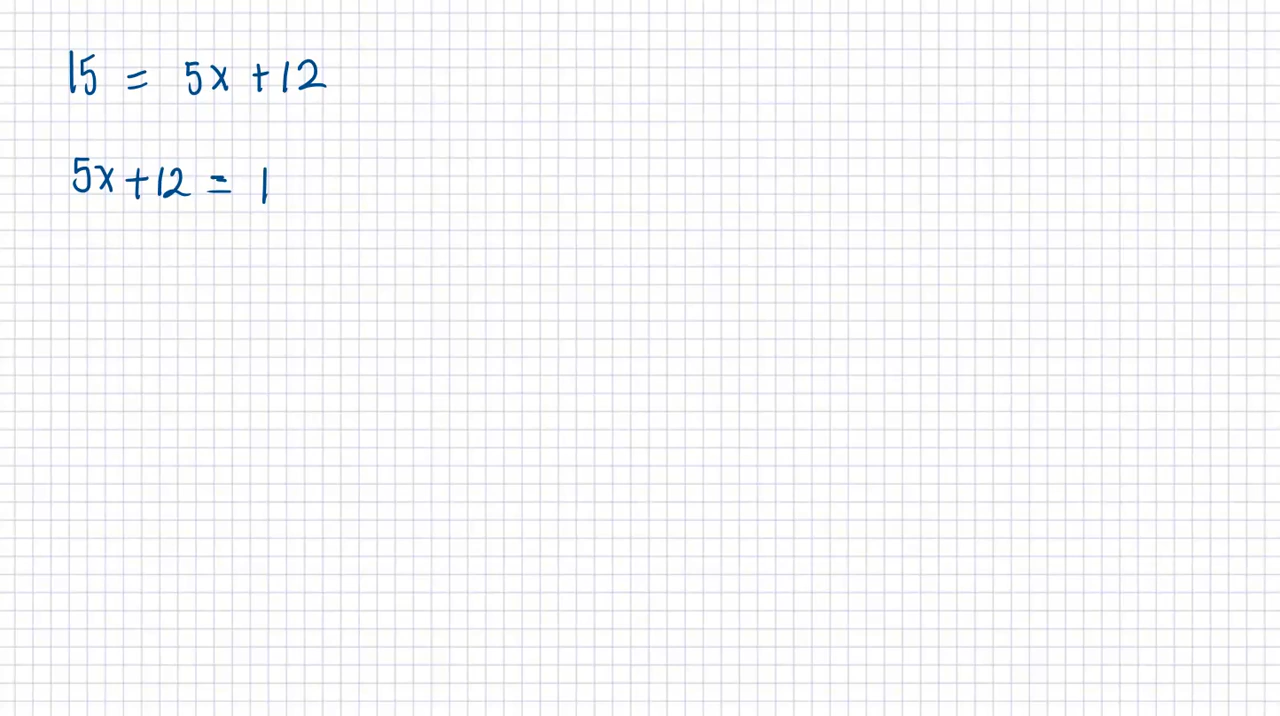 15 = 5x + 12
5x + 12 = 1